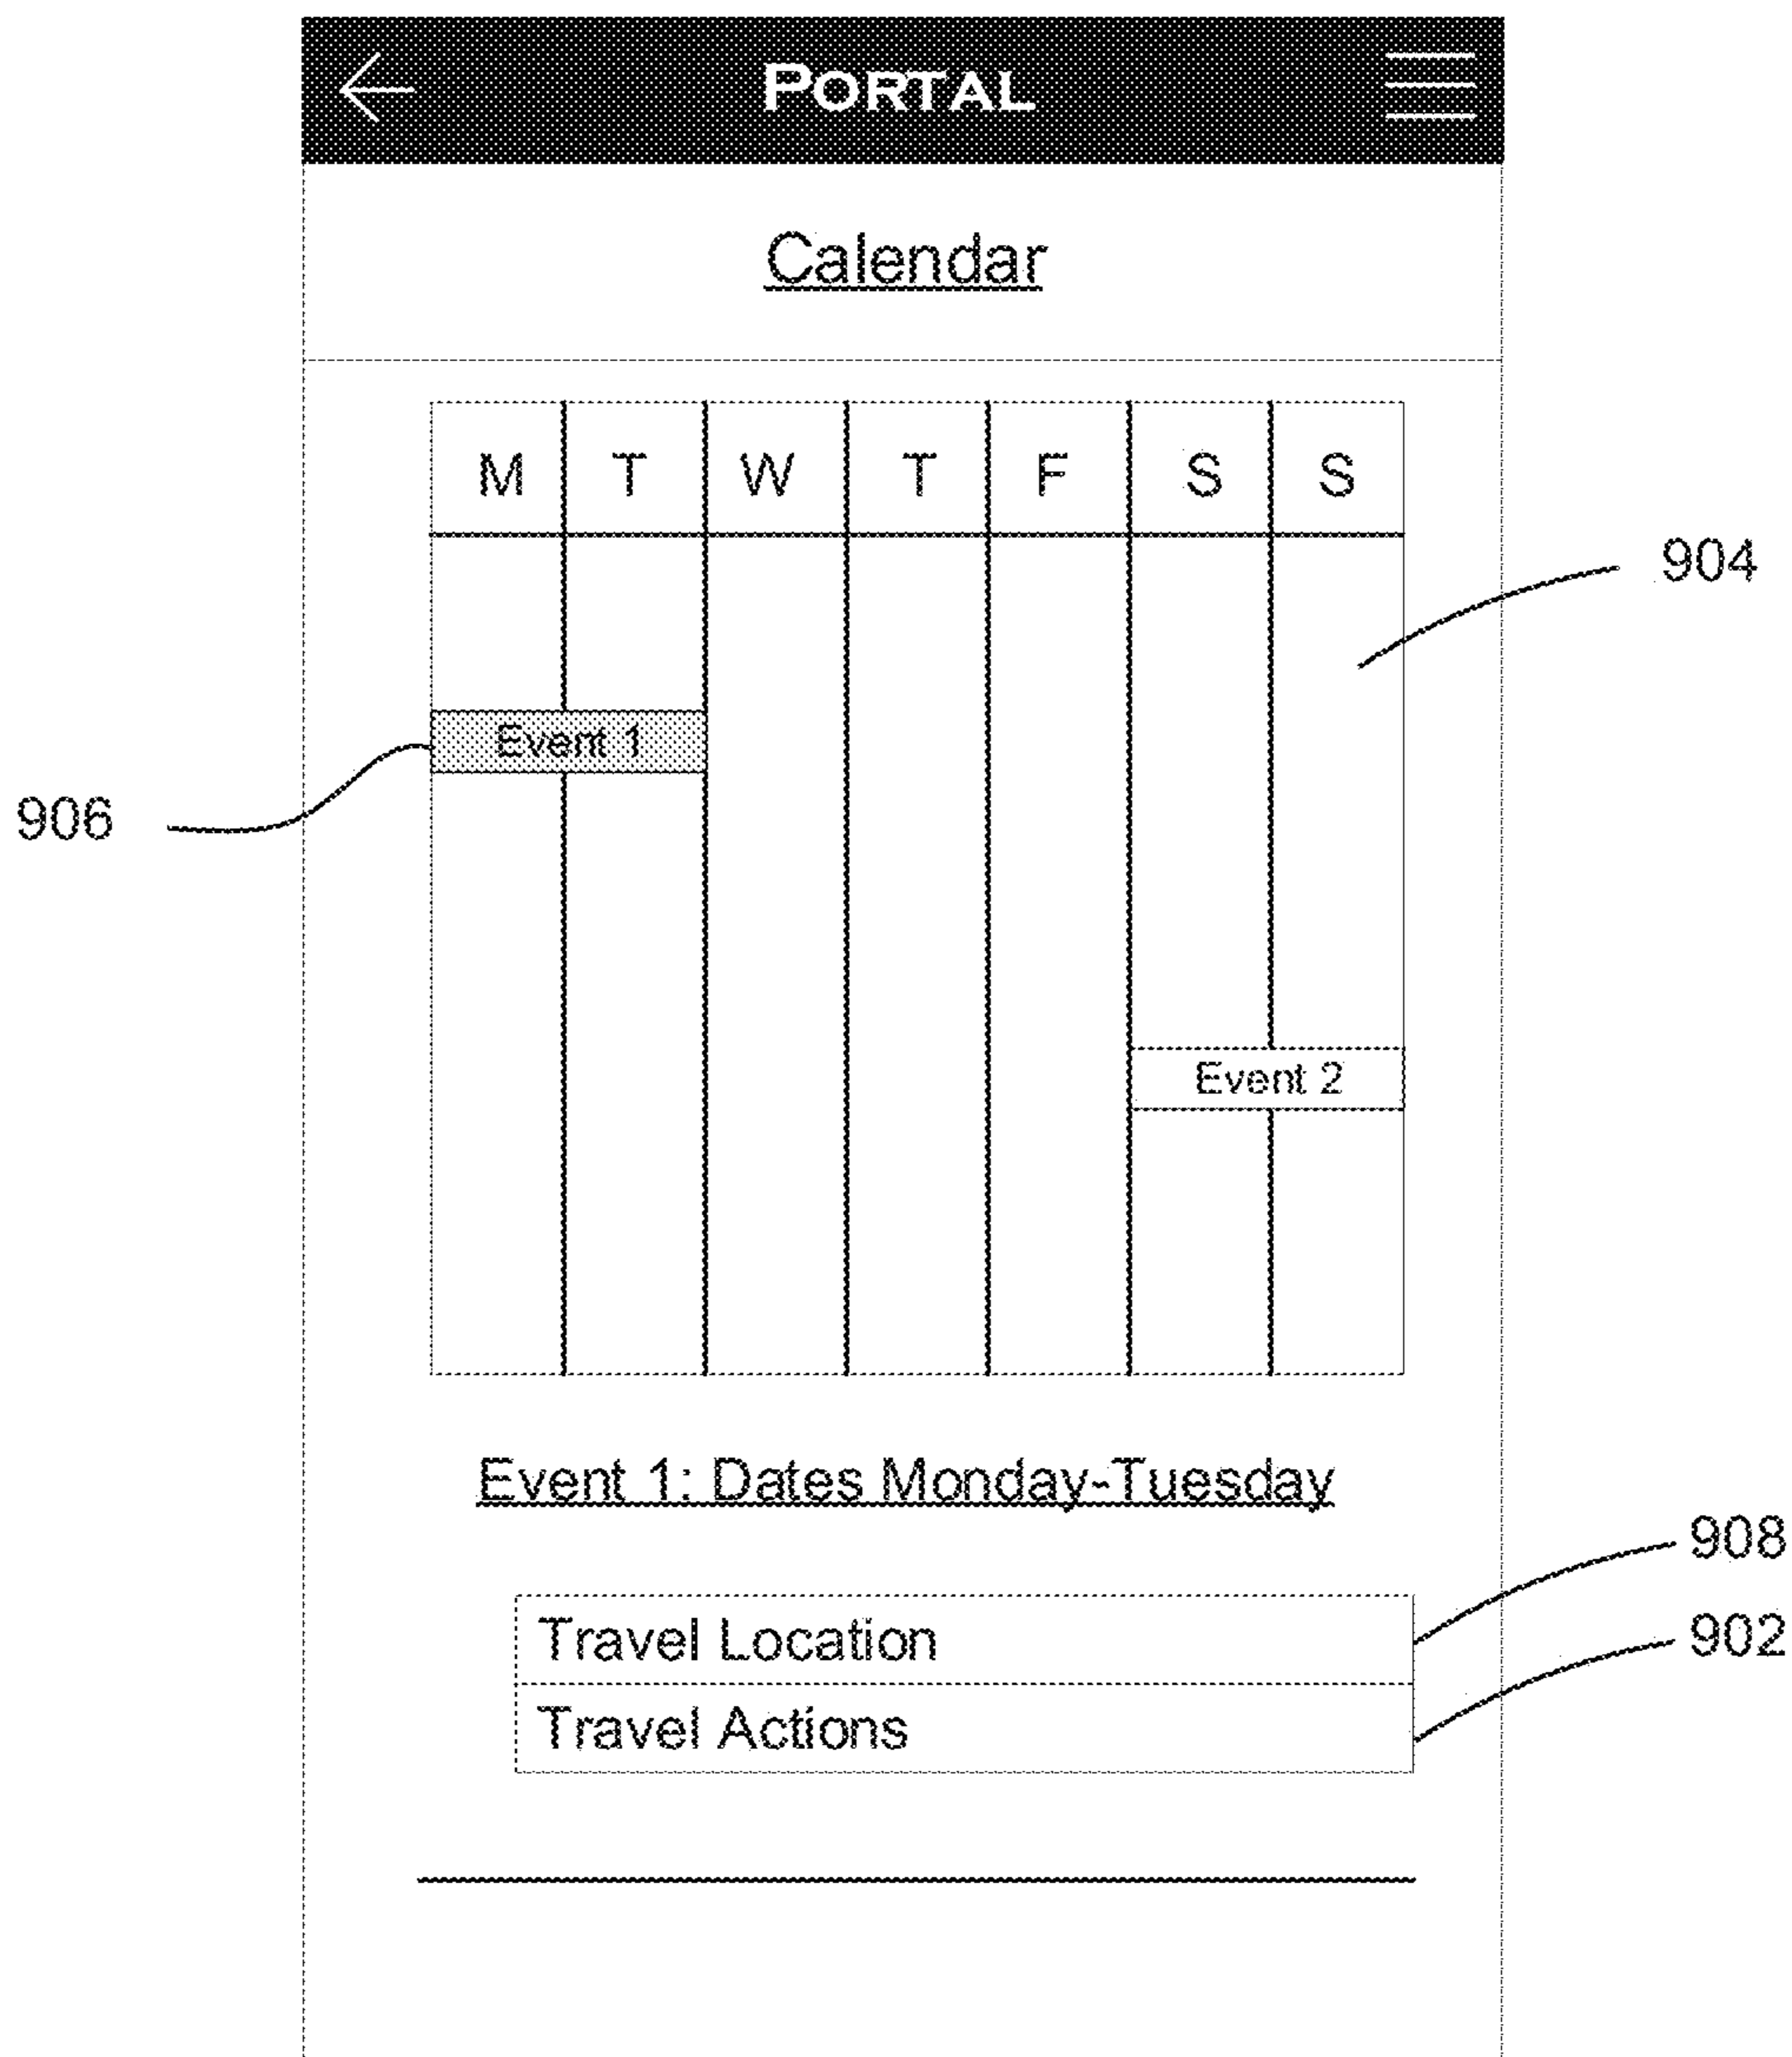 PORTAL
Calendar
M T W T F S S
904
Event 1
906
Event 2
Event 1: Dates Monday-Tuesday
908
Travel Location
902
Travel Actions